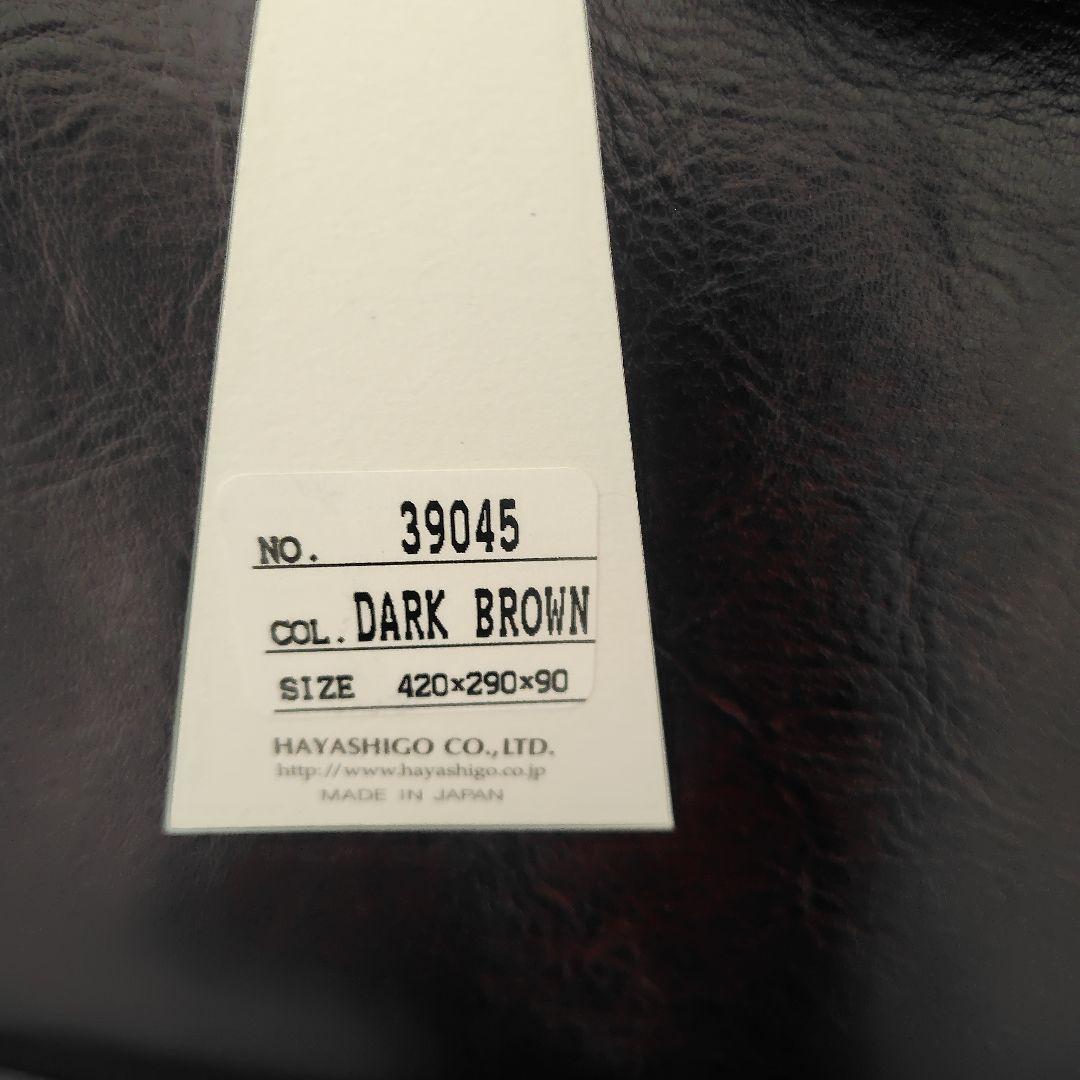 NO. 39045
COL. DARK BROWN
SIZE 420×290×90
HAYASHIGO CO.,LTD.
http://www.hayashigo.co.jp
MADE IN JAPAN